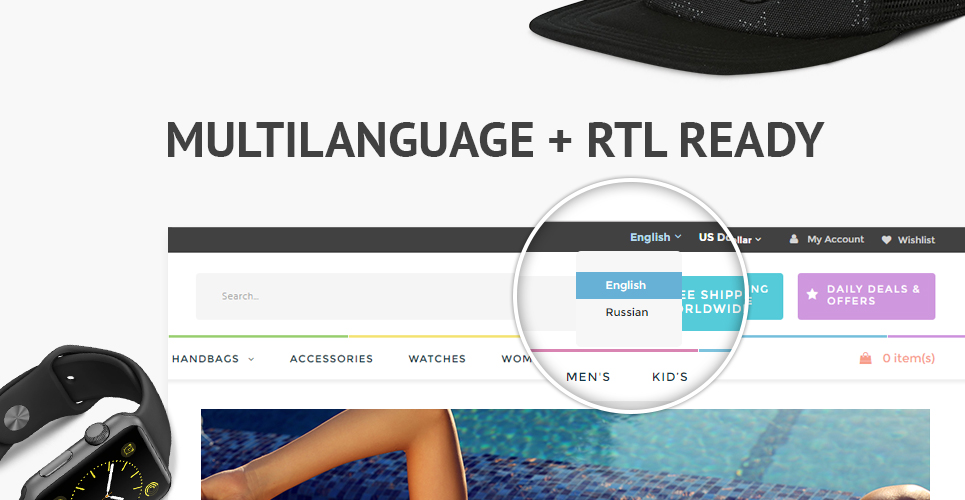 MULTILANGUAGE + RTL READY
English US Dollar My Account Wishlist
English
Russian
Search...
EE SHIPPING
ORLDWIDE
DAILY DEALS &
OFFERS
HANDBAGS ACCESSORIES WATCHES WOM MEN'S KID'S 0 item(s)